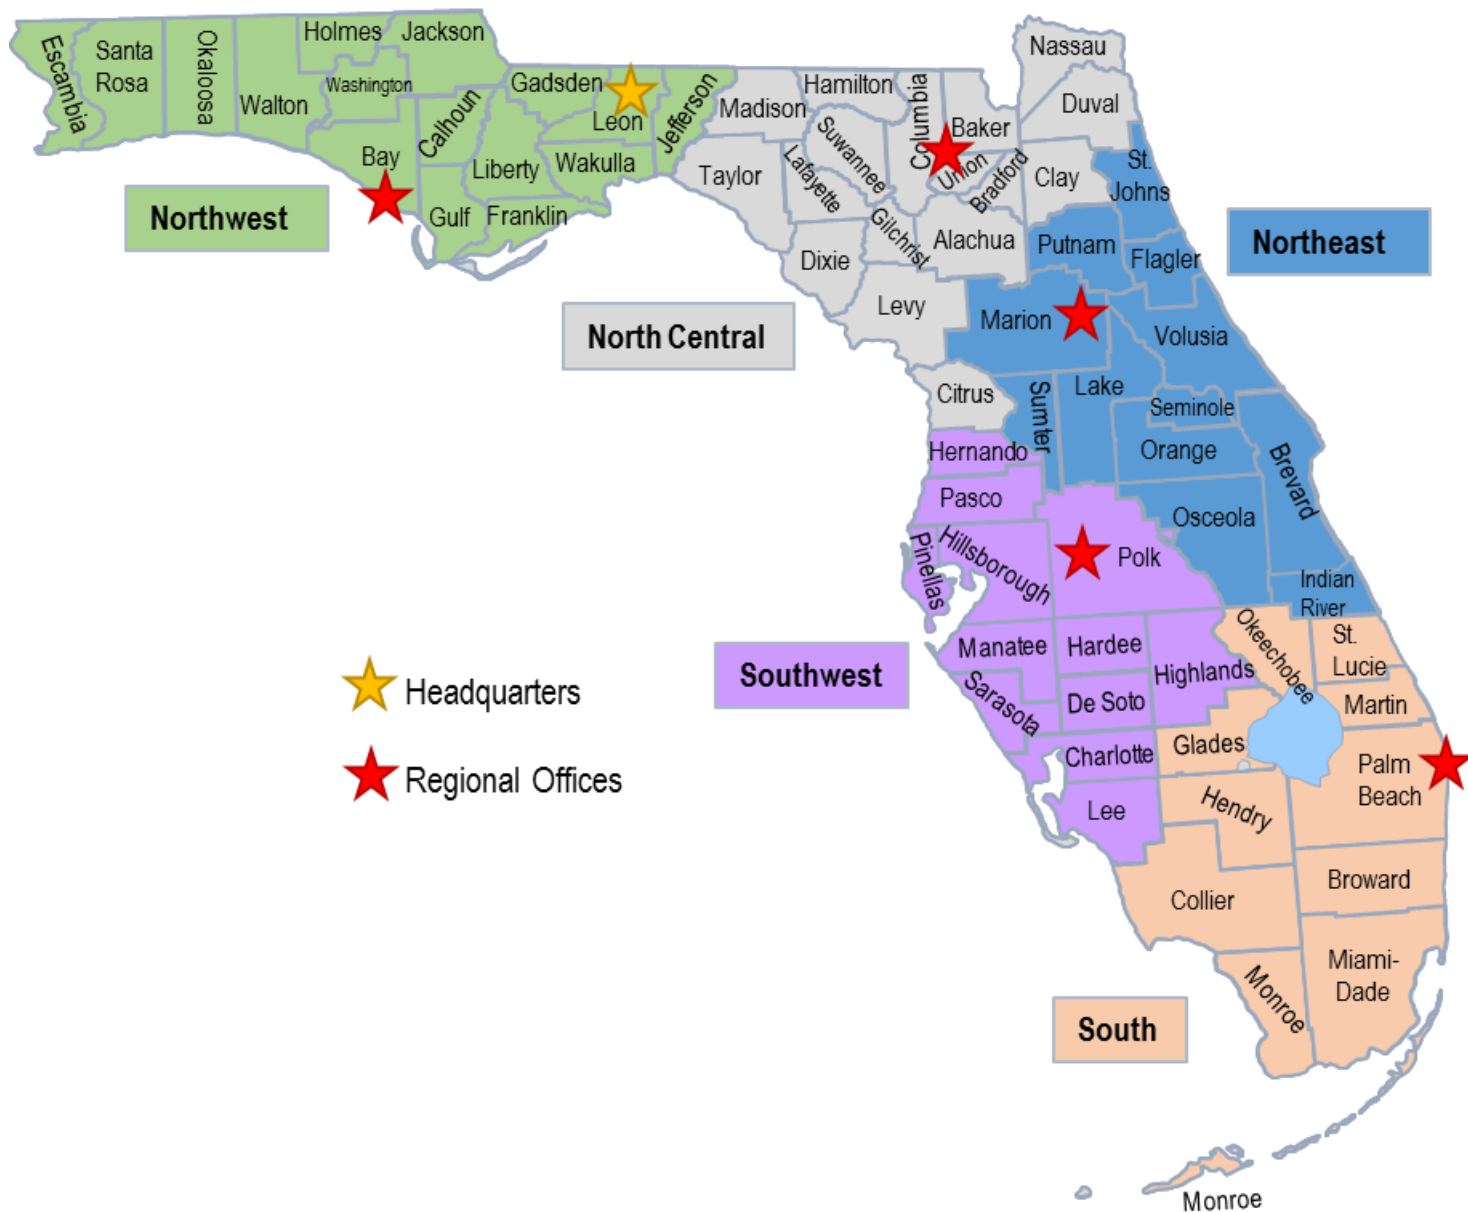 Escambia
Santa
Rosa
Okaloosa
Walton
Holmes
Jackson
Washington
Bay
Calhoun
Gulf
Liberty
Franklin
Gadsden
Leon
Wakulla
Jefferson
Northwest
Madison
Taylor
Hamilton
Suwannee
Lafayette
Dixie
Columbia
Gilchrist
Levy
Baker
Union
Bradford
Alachua
Nassau
Duval
Clay
Citrus
North Central
St.
Johns
Putnam
Flagler
Marion
Volusia
Lake
Sumter
Seminole
Orange
Brevard
Osceola
Indian
River
Northeast
Hernando
Pasco
Pinellas
Hillsborough
Polk
Manatee
Hardee
Highlands
Sarasota
De Soto
Charlotte
Lee
Southwest
Okeechobee
St.
Lucie
Martin
Glades
Palm
Beach
Hendry
Collier
Broward
Miami-
Dade
Monroe
South
Monroe
Headquarters
Regional Offices